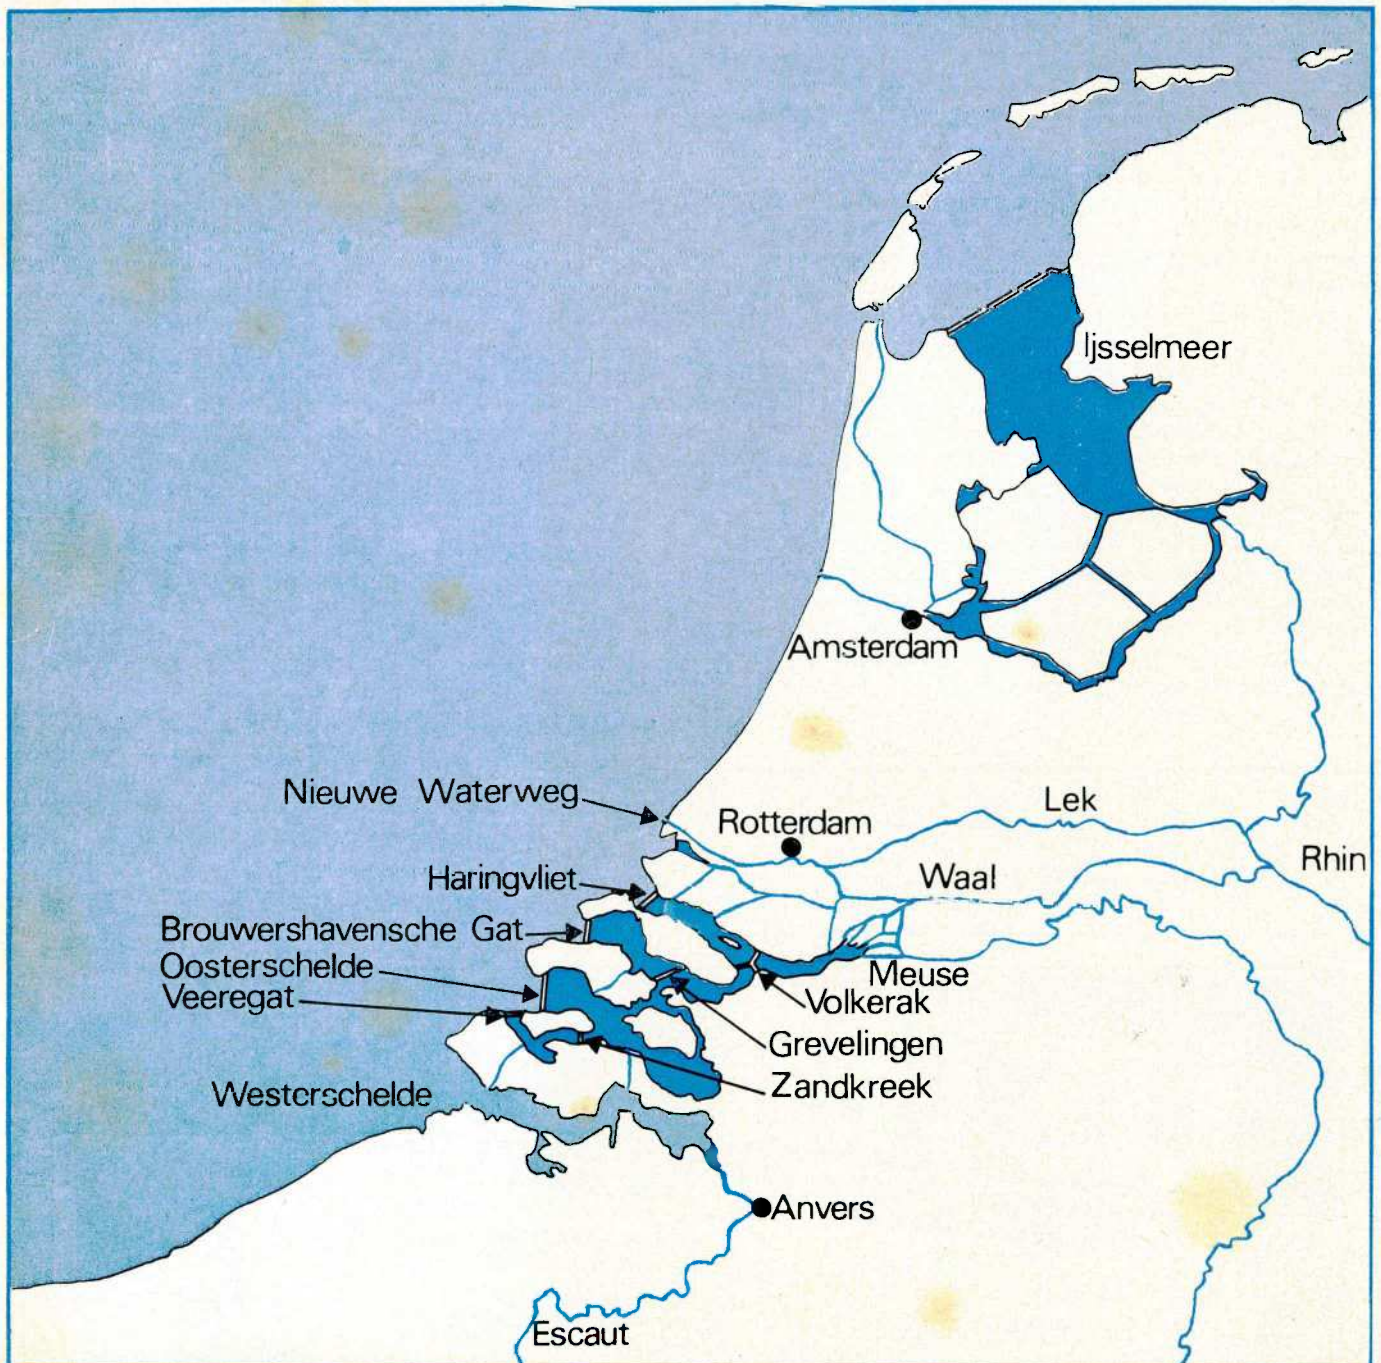 Ijsselmeer
Amsterdam
Nieuwe Waterweg
Lek
Rotterdam
Rhin
Haringvliet
Waal
Brouwershavensche Gat
Oosterschelde
Meuse
Veeregat
Volkerak
Grevelingen
Zandkreek
Westerschelde
Anvers
Escaut